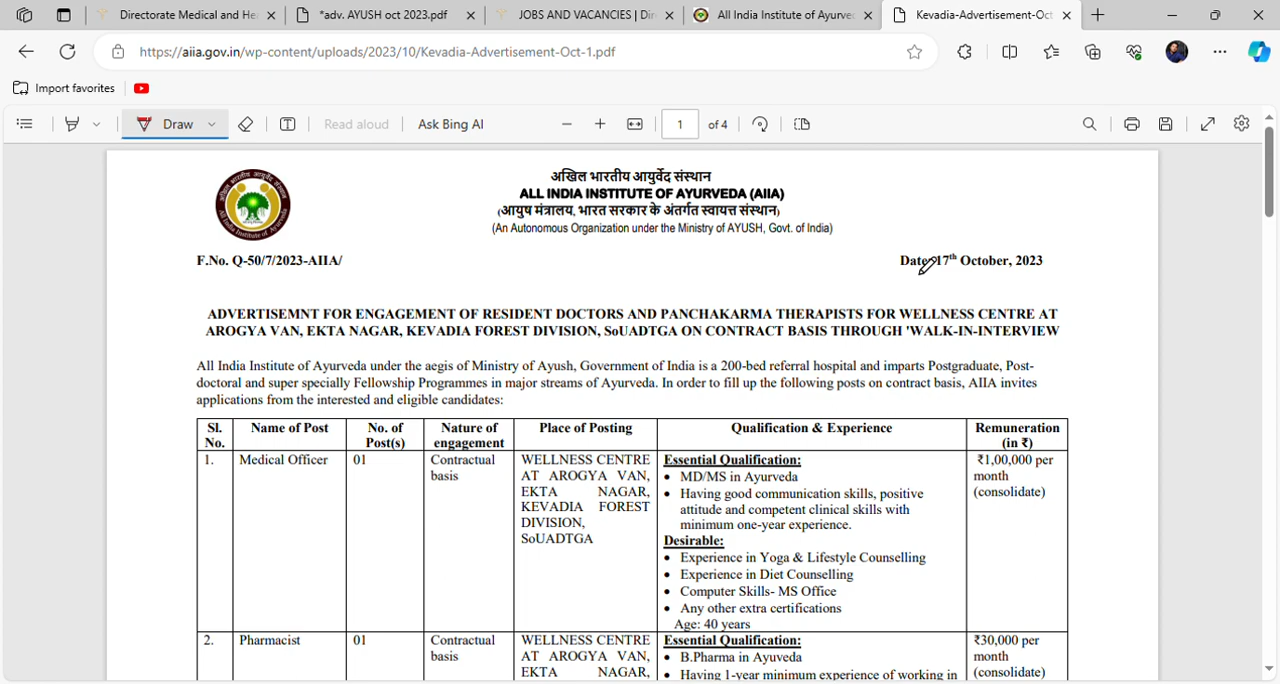 Directorate Medical and He
*adv. AYUSH oct 2023.pdf
JOBS AND VACANCIES | Dir
All India Institute of Ayurve
Kevadia-Advertisement-Oct
https://aiia.gov.in/wp-content/uploads/2023/10/Kevadia-Advertisement-Oct-1.pdf
Import favorites
Draw
Read aloud
Ask Bing AI
1 of 4
अखिल भारतीय आयुर्वेद संस्थान
ALL INDIA INSTITUTE OF AYURVEDA (AIIA)
(आयुष मंत्रालय, भारत सरकार के अंतर्गत स्वायत्त संस्थान)
(An Autonomous Organization under the Ministry of AYUSH, Govt. of India)
F.No. Q-50/7/2023-AIIA/
Date: 17th October, 2023
ADVERTISEMNT FOR ENGAGEMENT OF RESIDENT DOCTORS AND PANCHAKARMA THERAPISTS FOR WELLNESS CENTRE AT
AROGYA VAN, EKTA NAGAR, KEVADIA FOREST DIVISION, SoUADTGA ON CONTRACT BASIS THROUGH 'WALK-IN-INTERVIEW
All India Institute of Ayurveda under the aegis of Ministry of Ayush, Government of India is a 200-bed referral hospital and imparts Postgraduate, Post-
doctoral and super specially Fellowship Programmes in major streams of Ayurveda. In order to fill up the following posts on contract basis, AIIA invites
applications from the interested and eligible candidates:
Sl. No.
Name of Post
No. of Post(s)
Nature of engagement
Place of Posting
Qualification & Experience
Remuneration (in ₹)
1.
Medical Officer
01
Contractual
basis
WELLNESS CENTRE
AT AROGYA VAN,
EKTA NAGAR,
KEVADIA FOREST
DIVISION,
SoUADTGA
Essential Qualification:
• MD/MS in Ayurveda
• Having good communication skills, positive
attitude and competent clinical skills with
minimum one-year experience.
Desirable:
• Experience in Yoga & Lifestyle Counselling
• Experience in Diet Counselling
• Computer Skills- MS Office
• Any other extra certifications
Age: 40 years
₹1,00,000 per
month
(consolidate)
2.
Pharmacist
01
Contractual
basis
WELLNESS CENTRE
AT AROGYA VAN,
EKTA NAGAR,
Essential Qualification:
• B.Pharma in Ayuveda
• Having 1-year minimum experience of working in
₹30,000 per
month
(consolidate)